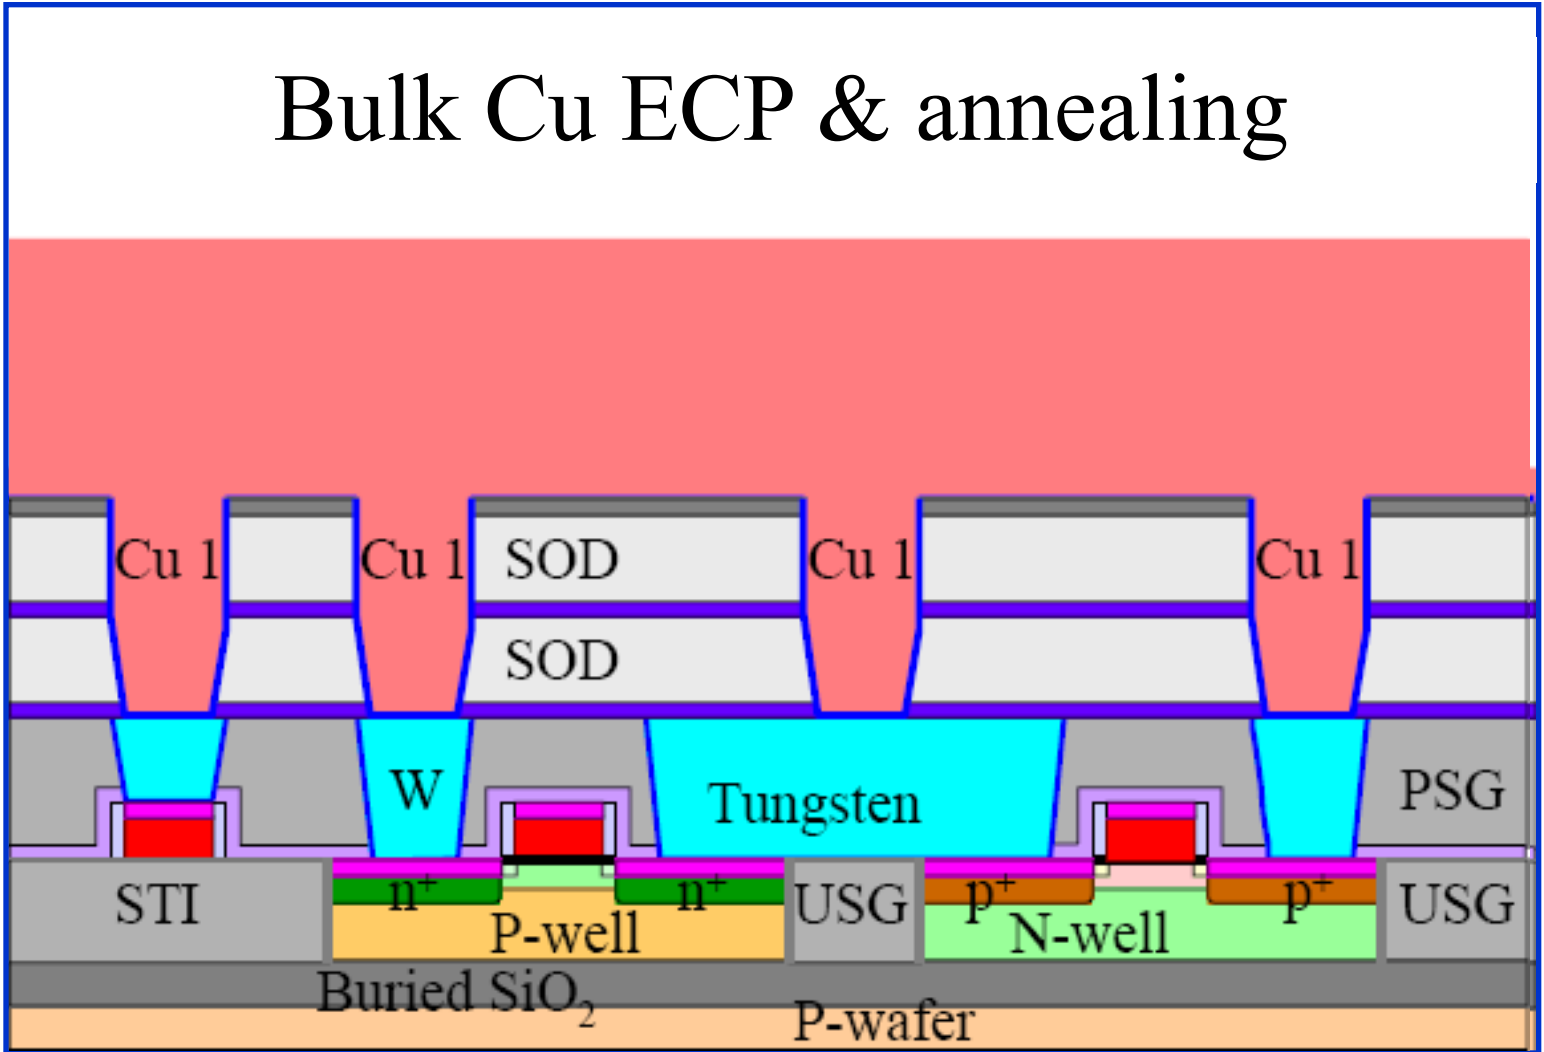 Bulk Cu ECP & annealing
Cu 1 Cu 1 SOD Cu 1 Cu 1
SOD
W Tungsten PSG
STI n⁺ n⁺ USG p⁺ p⁺ USG
P-well N-well
Buried SiO₂
P-wafer